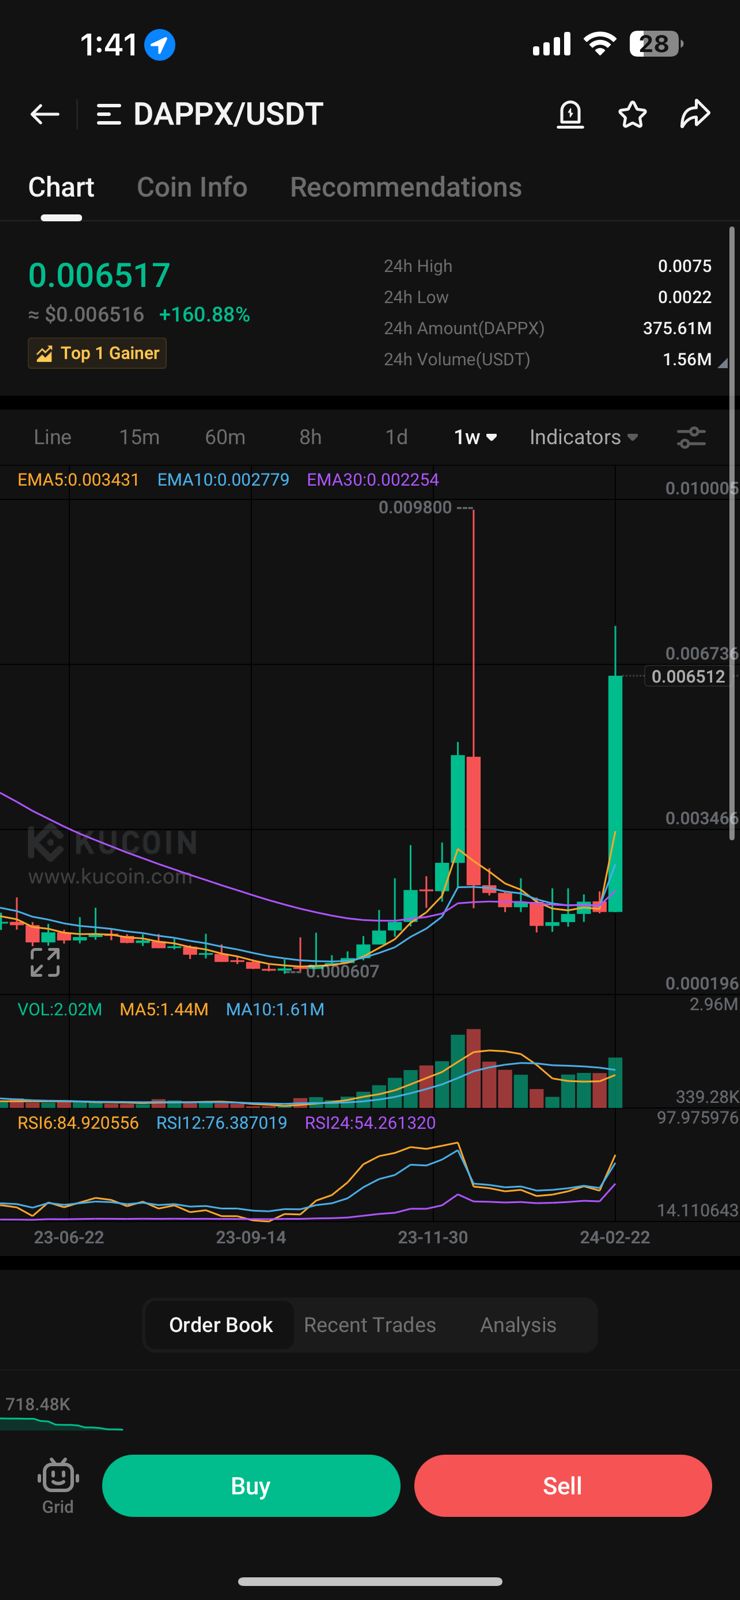 1:41
28
DAPPX/USDT
Chart Coin Info Recommendations
0.006517
≈ $0.006516 +160.88%
Top 1 Gainer
24h High 0.0075
24h Low 0.0022
24h Amount(DAPPX) 375.61M
24h Volume(USDT) 1.56M
Line 15m 60m 8h 1d 1w Indicators
EMA5:0.003431 EMA10:0.002779 EMA30:0.002254
0.010005
0.009800
0.006736
0.006512
0.003466
KUCOIN
www.kucoin.com
0.000607
0.000196
VOL:2.02M MA5:1.44M MA10:1.61M
2.96M
339.28K
RSI6:84.920556 RSI12:76.387019 RSI24:54.261320
97.975976
14.110643
23-06-22 23-09-14 23-11-30 24-02-22
Order Book Recent Trades Analysis
718.48K
Grid
Buy
Sell